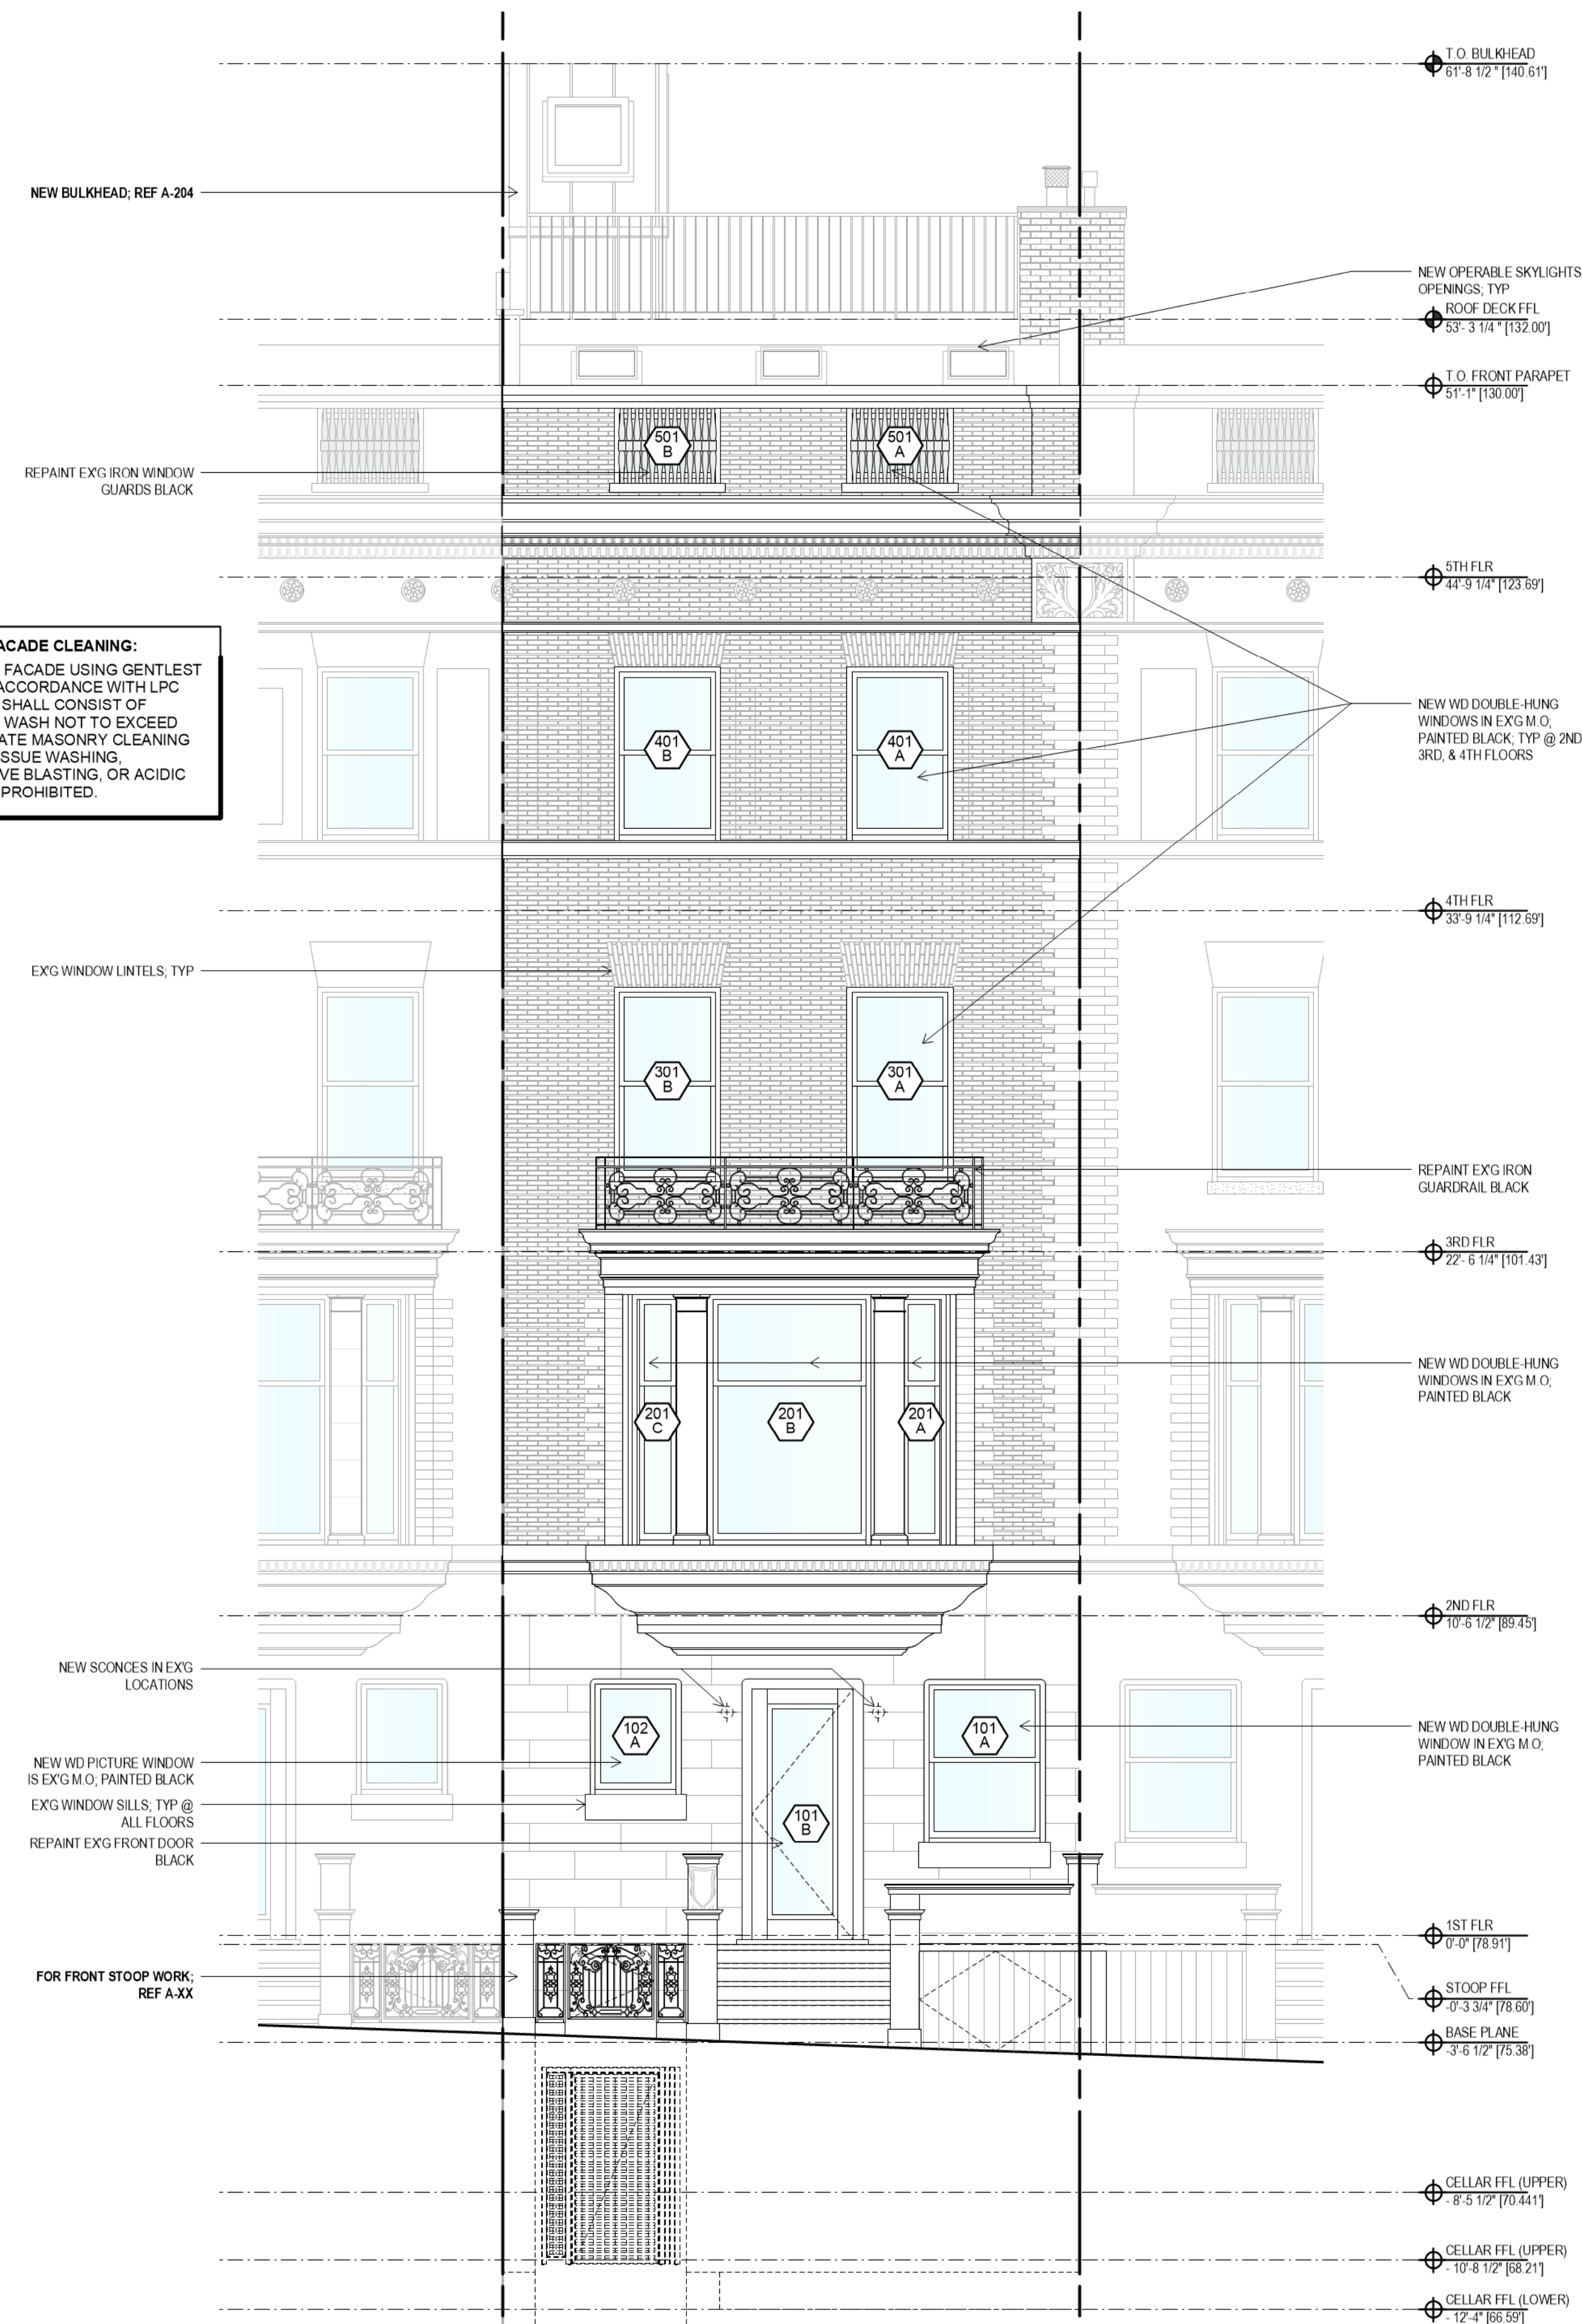 T.O. BULKHEAD
61'-8 1/2 " [140.61']
NEW BULKHEAD; REF A-204
NEW OPERABLE SKYLIGHTS
OPENINGS; TYP
ROOF DECK FFL
53'- 3 1/4 " [132.00']
T.O. FRONT PARAPET
51'-1" [130.00']
501
B
501
A
REPAINT EX'G IRON WINDOW
GUARDS BLACK
5TH FLR
44'-9 1/4" [123.69']
ACADE CLEANING:
FACADE USING GENTLEST
ACCORDANCE WITH LPC
SHALL CONSIST OF
WASH NOT TO EXCEED
ATE MASONRY CLEANING
ISSUE WASHING,
VE BLASTING, OR ACIDIC
PROHIBITED.
NEW WD DOUBLE-HUNG
WINDOWS IN EX'G M.O;
PAINTED BLACK; TYP @ 2ND
3RD, & 4TH FLOORS
401
B
401
A
4TH FLR
33'-9 1/4" [112.69']
EX'G WINDOW LINTELS; TYP
301
B
301
A
REPAINT EX'G IRON
GUARDRAIL BLACK
3RD FLR
22'- 6 1/4" [101.43']
NEW WD DOUBLE-HUNG
WINDOWS IN EX'G M.O;
PAINTED BLACK
201
C
201
B
201
A
2ND FLR
10'-6 1/2" [89.45']
NEW SCONCES IN EX'G
LOCATIONS
102
A
101
A
NEW WD DOUBLE-HUNG
WINDOW IN EX'G M.O;
PAINTED BLACK
NEW WD PICTURE WINDOW
IS EX'G M.O; PAINTED BLACK
EX'G WINDOW SILLS; TYP @
ALL FLOORS
101
B
REPAINT EX'G FRONT DOOR
BLACK
1ST FLR
0'-0" [78.91']
FOR FRONT STOOP WORK;
REF A-XX
STOOP FFL
-0'-3 3/4" [78.60']
BASE PLANE
-3'-6 1/2" [75.38']
CELLAR FFL (UPPER)
- 8'-5 1/2" [70.441']
CELLAR FFL (UPPER)
- 10'-8 1/2" [68.21']
CELLAR FFL (LOWER)
- 12'-4" [66.59']